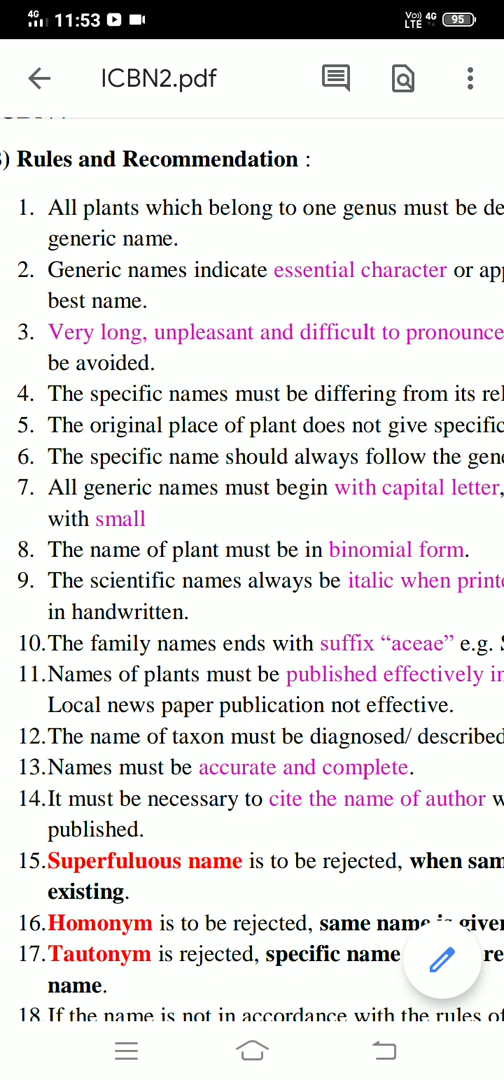 4G 11:53 Vo)) LTE 4G 95
ICBN2.pdf
) Rules and Recommendation :
1. All plants which belong to one genus must be de
generic name.
2. Generic names indicate essential character or app
best name.
3. Very long, unpleasant and difficult to pronounce
be avoided.
4. The specific names must be differing from its rel
5. The original place of plant does not give specific
6. The specific name should always follow the gene
7. All generic names must begin with capital letter,
with small
8. The name of plant must be in binomial form.
9. The scientific names always be italic when printe
in handwritten.
10.The family names ends with suffix “aceae” e.g. S
11.Names of plants must be published effectively in
Local news paper publication not effective.
12.The name of taxon must be diagnosed/ described
13.Names must be accurate and complete.
14.It must be necessary to cite the name of author w
published.
15.Superfuluous name is to be rejected, when sam
existing.
16.Homonym is to be rejected, same name is given
17.Tautonym is rejected, specific name re
name.
18 If the name is not in accordance with the rules of